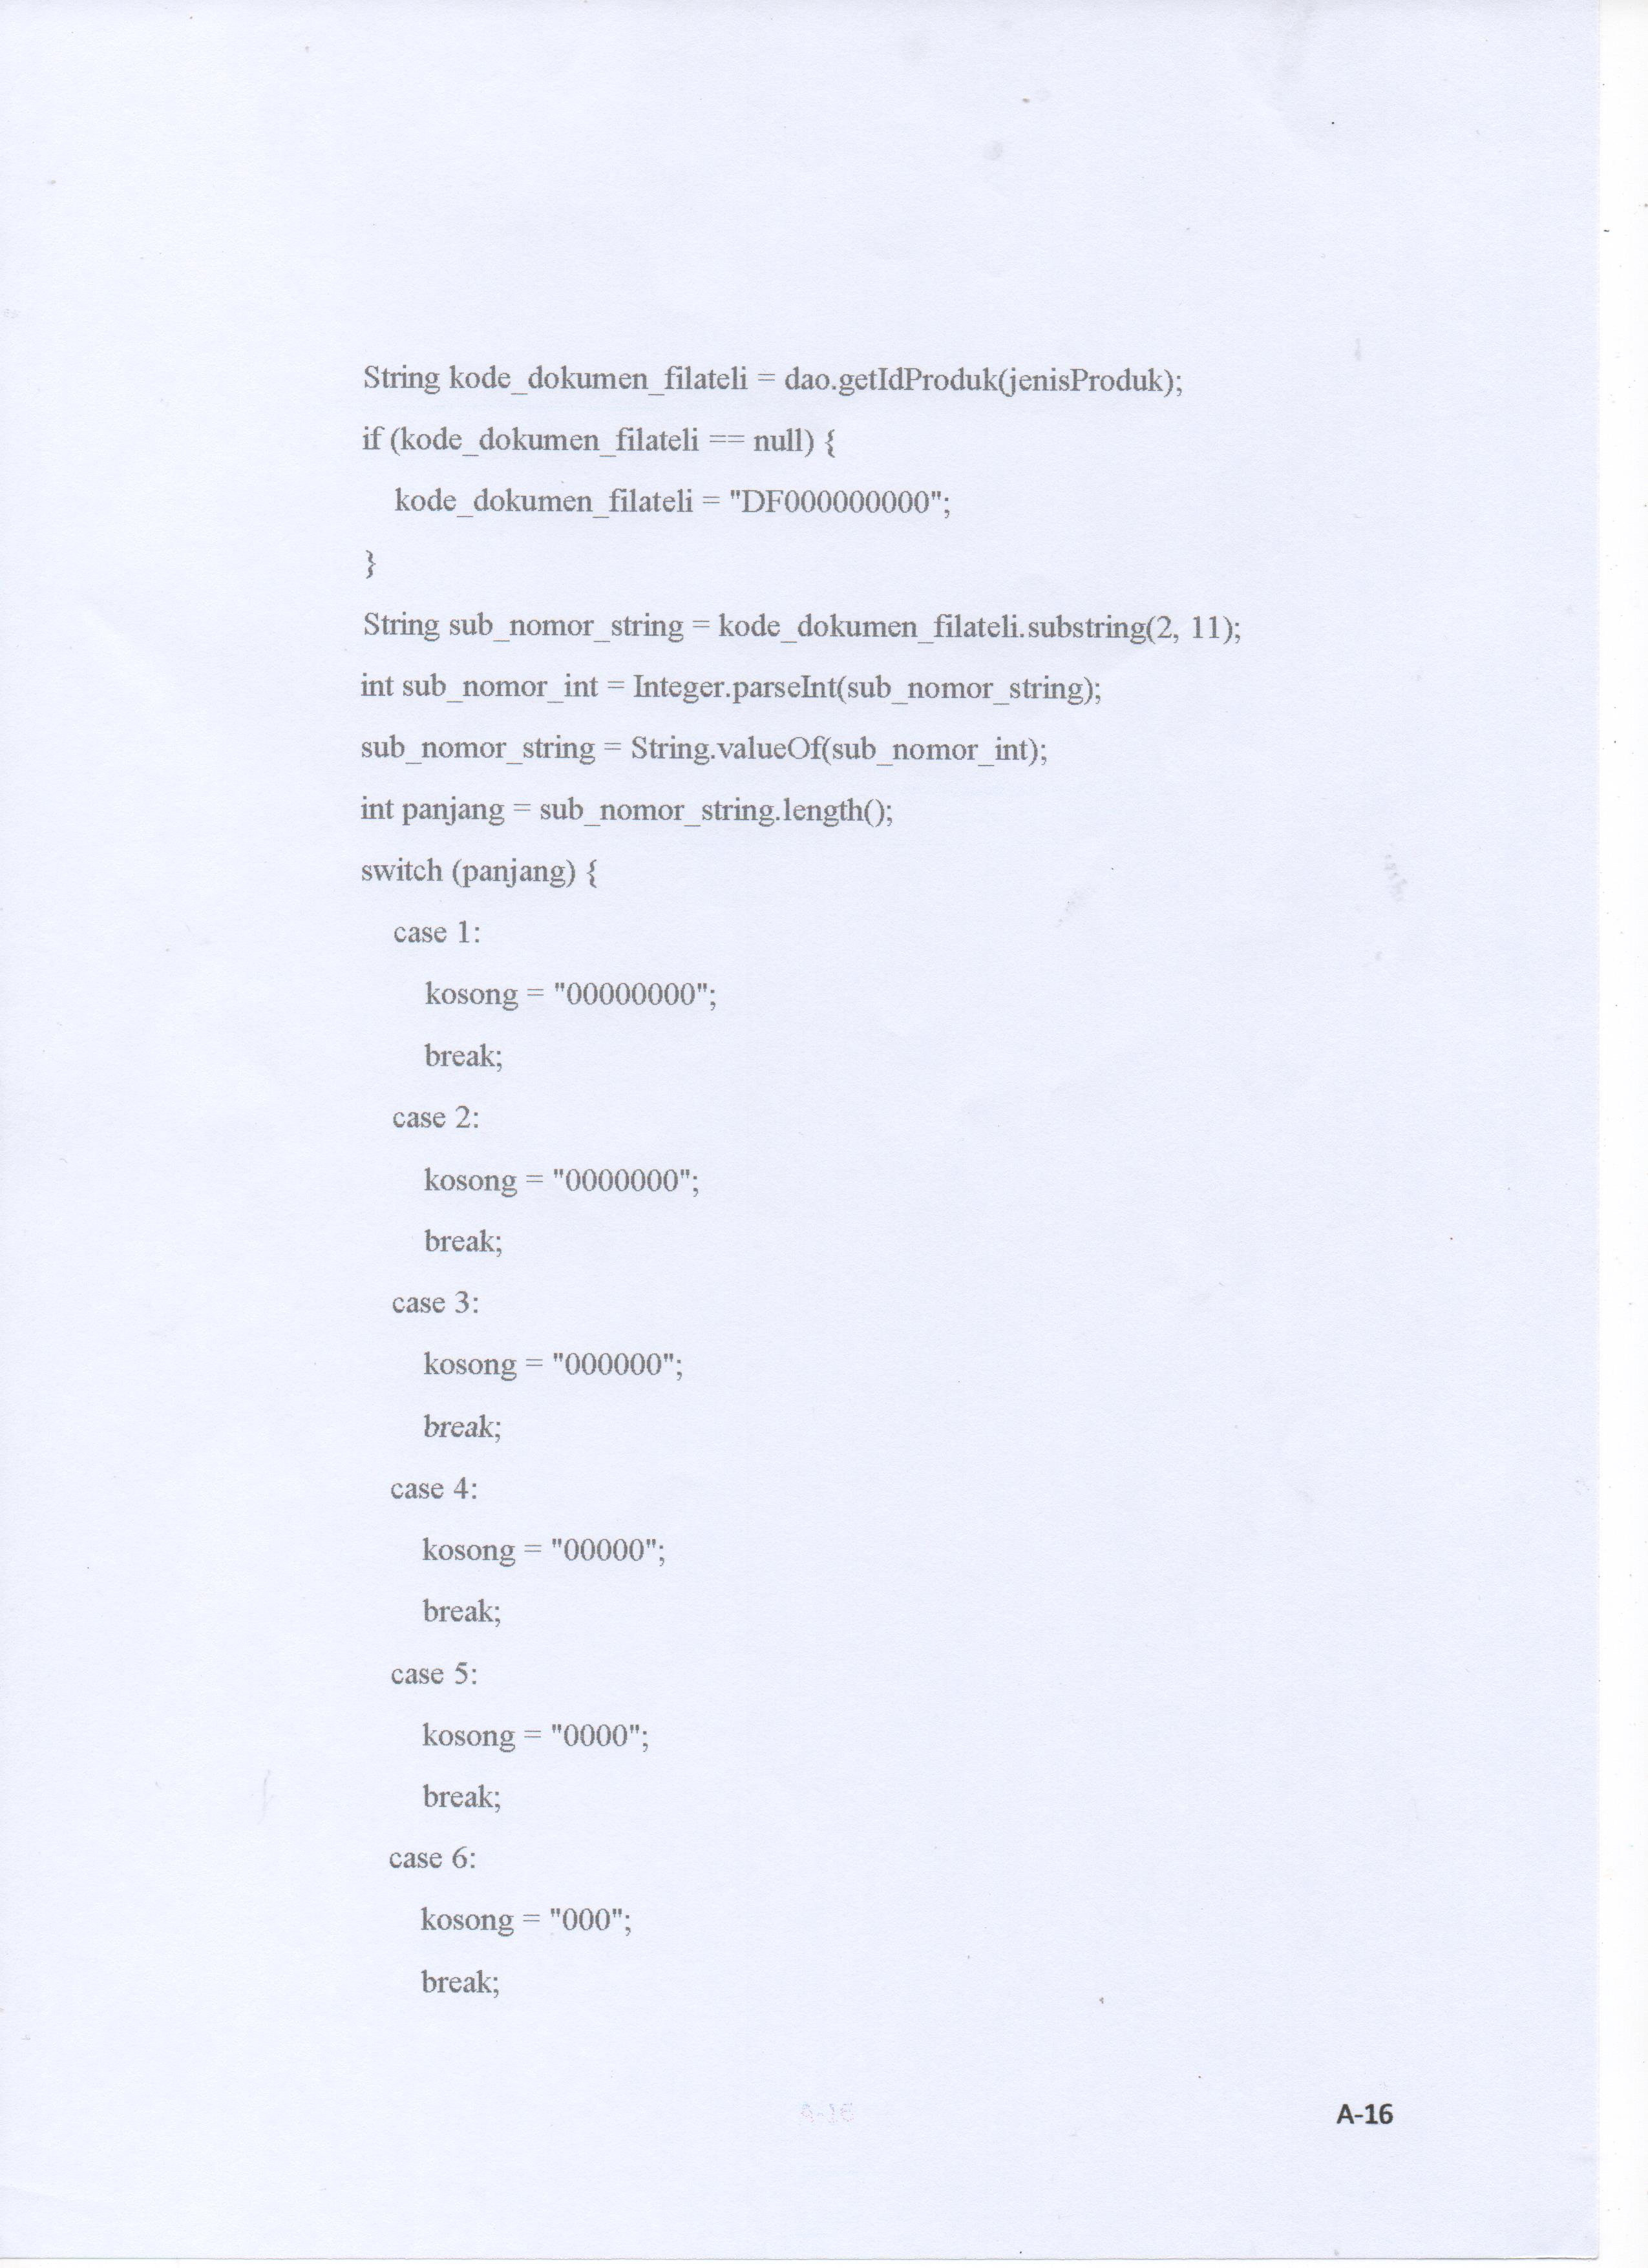 String kode_dokumen_filateli = dao.getIdProduk(jenisProduk);
if (kode_dokumen_filateli == null) {
kode_dokumen_filateli = "DF000000000";
}
String sub_nomor_string = kode_dokumen_filateli.substring(2, 11);
int sub_nomor_int = Integer.parseInt(sub_nomor_string);
sub_nomor_string = String.valueOf(sub_nomor_int);
int panjang = sub_nomor_string.length();
switch (panjang) {
case 1:
kosong = "00000000";
break;
case 2:
kosong = "0000000";
break;
case 3:
kosong = "000000";
break;
case 4:
kosong = "00000";
break;
case 5:
kosong = "0000";
break;
case 6:
kosong = "000";
break;
A-16